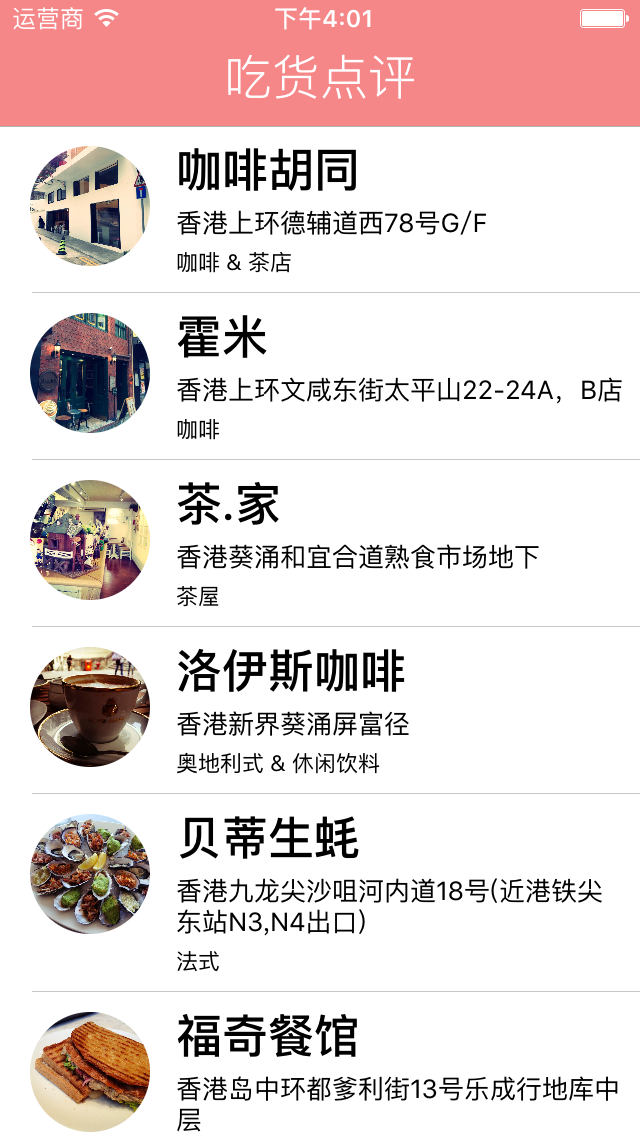 运营商 下午4:01
吃货点评
咖啡胡同
香港上环德辅道西78号G/F
咖啡 & 茶店
霍米
香港上环文咸东街太平山22-24A，B店
咖啡
茶.家
香港葵涌和宜合道熟食市场地下
茶屋
洛伊斯咖啡
香港新界葵涌屏富径
奥地利式 & 休闲饮料
贝蒂生蚝
香港九龙尖沙咀河内道18号(近港铁尖
东站N3,N4出口)
法式
福奇餐馆
香港岛中环都爹利街13号乐成行地库中
层